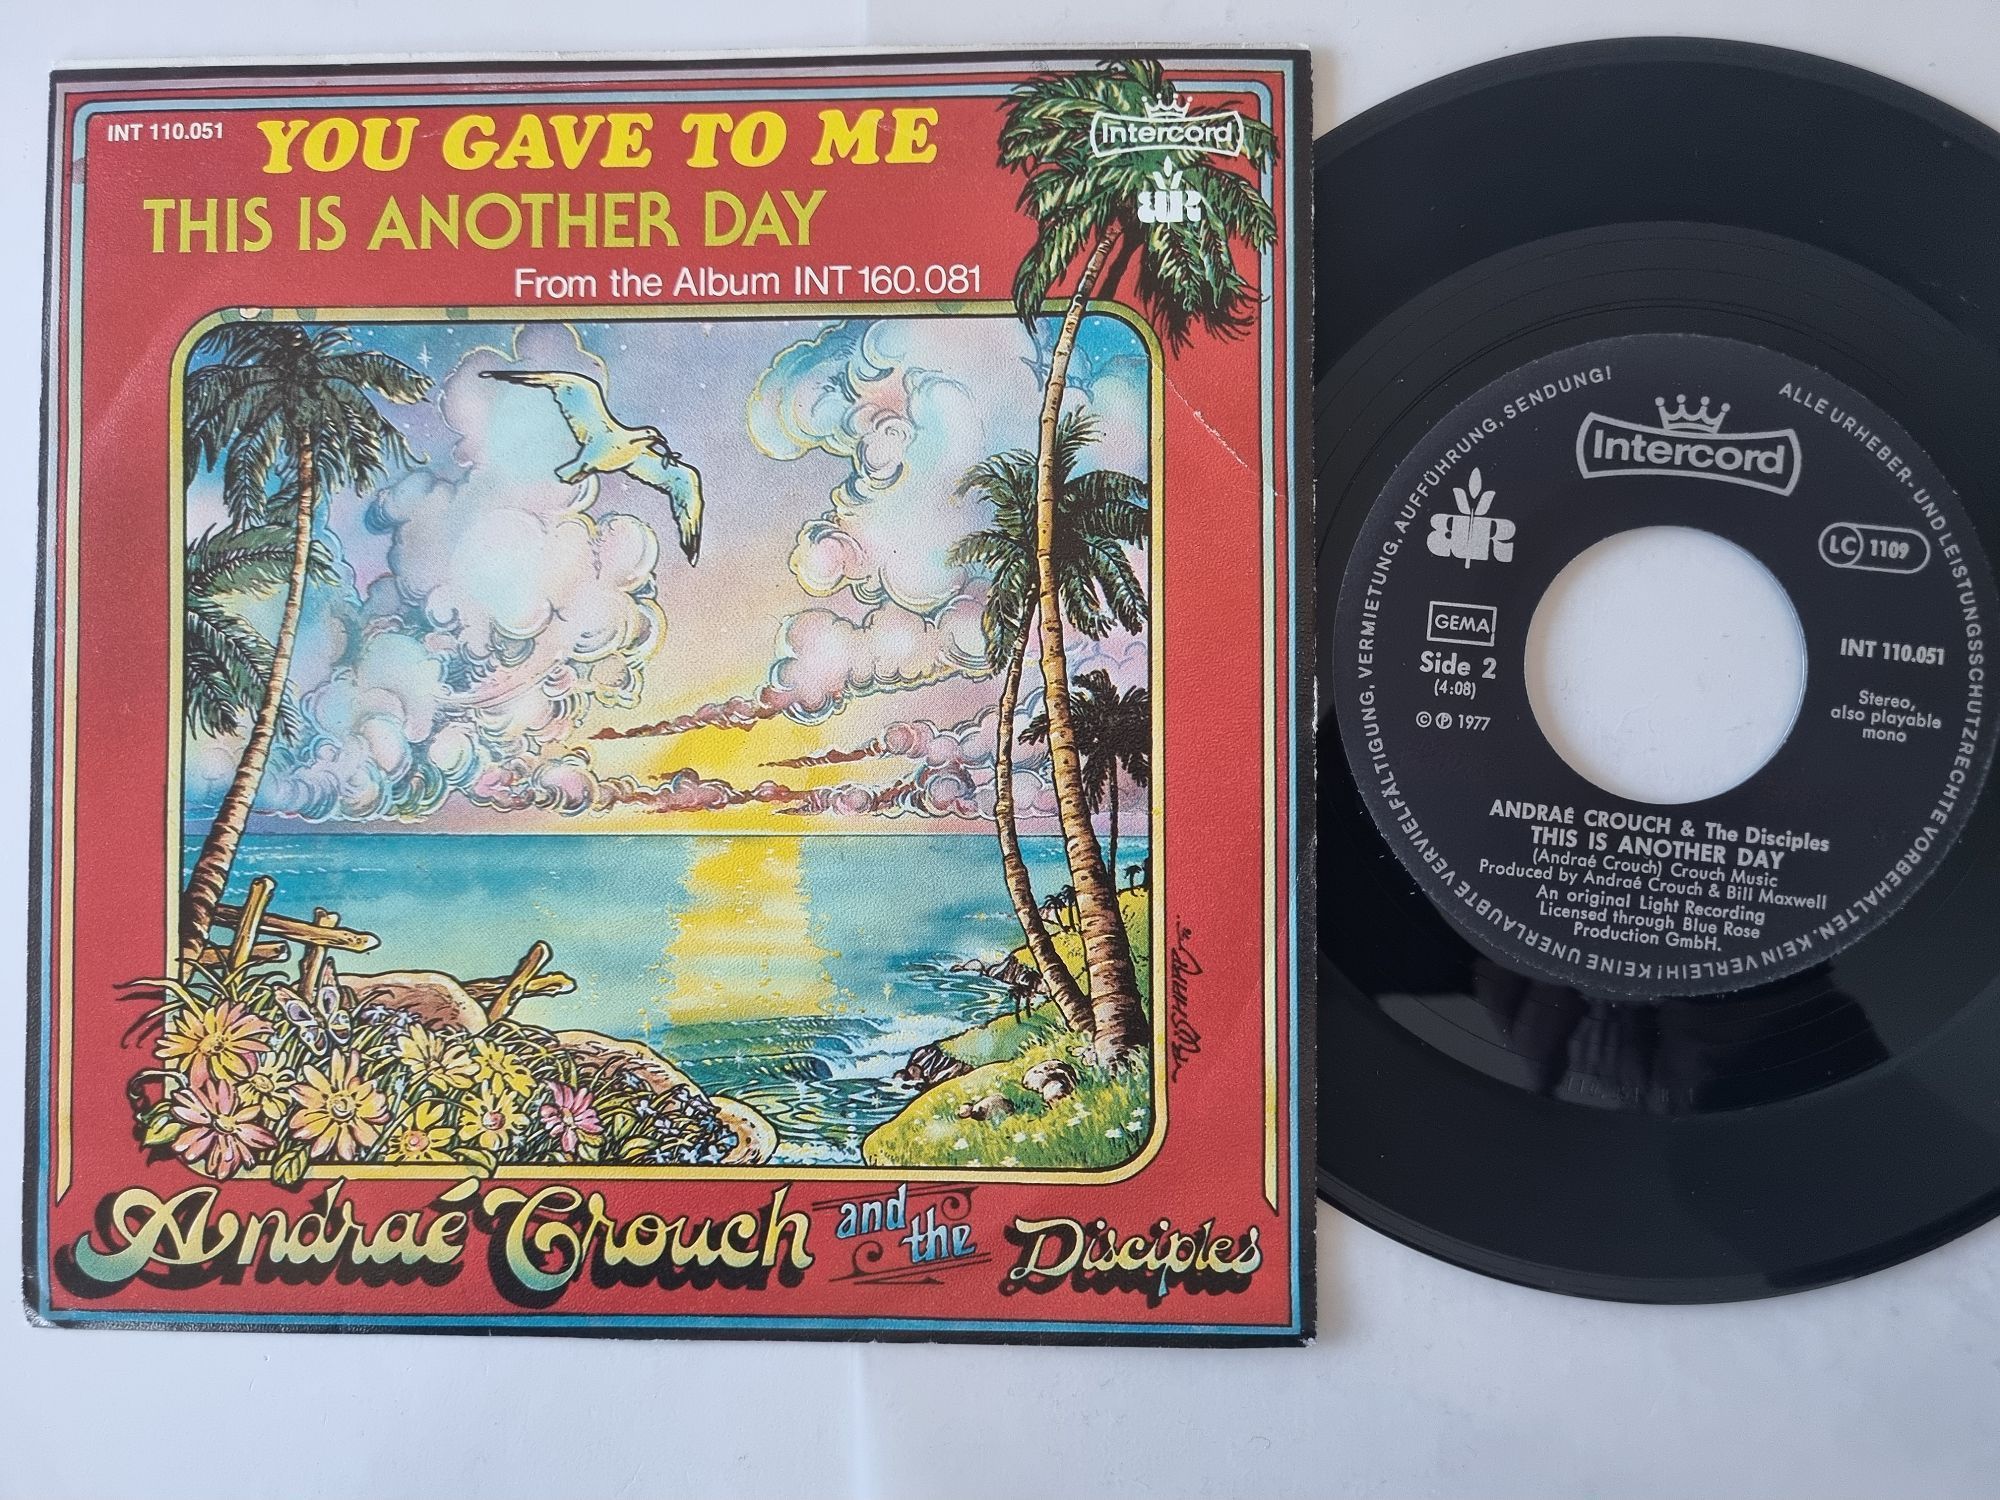 INT 110.051
YOU GAVE TO ME
THIS IS ANOTHER DAY
From the Album INT 160.081
Intercord
BR
Andraé Crouch and the Disciples
ALLE URHEBER- UND LEISTUNGSSCHUTZRECHTE VORBEHALTEN. KEIN VERLEIH! KEINE UNERLAUBTE VERVIELFÄLTIGUNG, VERMIETUNG, AUFFÜHRUNG, SENDUNG!
Intercord
BR
LC 1109
GEMA
Side 2
(4:08)
© ℗ 1977
INT 110.051
Stereo,
also playable
mono
ANDRAÉ CROUCH & The Disciples
THIS IS ANOTHER DAY
(Andraé Crouch) Crouch Music
Produced by Andraé Crouch & Bill Maxwell
An original Light Recording
Licensed through Blue Rose
Production GmbH.